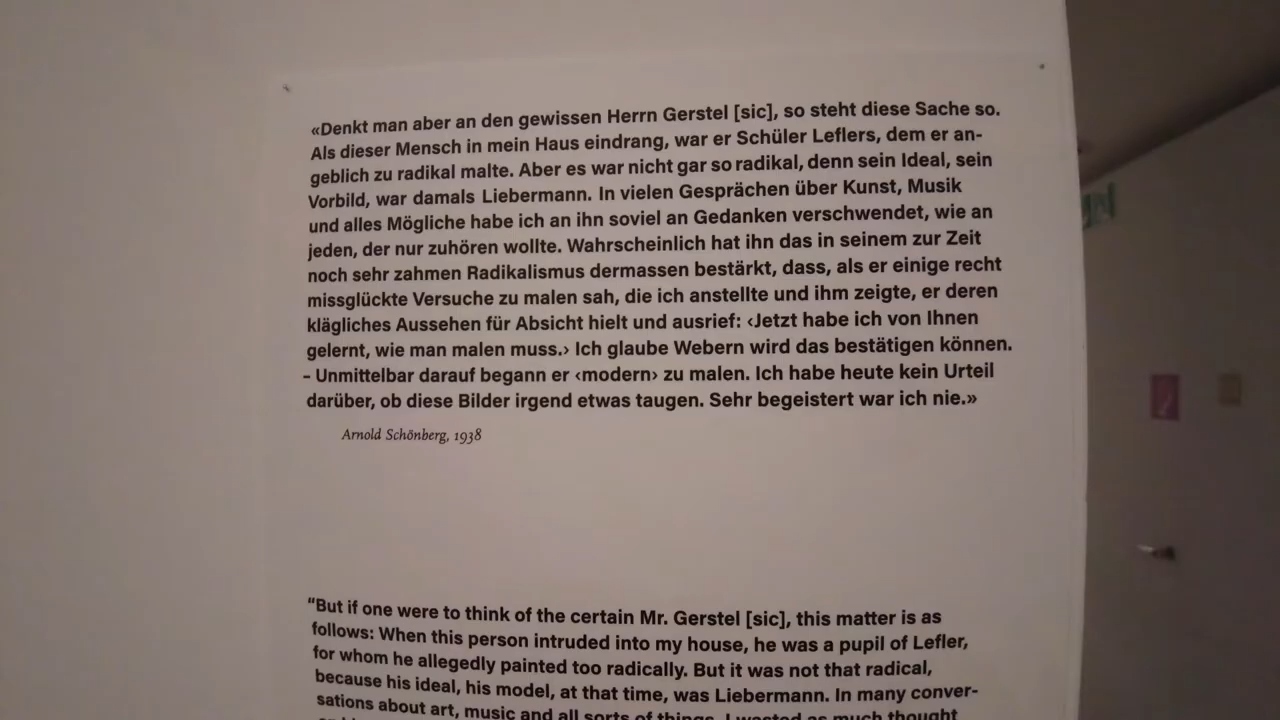 «Denkt man aber an den gewissen Herrn Gerstel [sic], so steht diese Sache so.
Als dieser Mensch in mein Haus eindrang, war er Schüler Leflers, dem er an-
geblich zu radikal malte. Aber es war nicht gar so radikal, denn sein Ideal, sein
Vorbild, war damals Liebermann. In vielen Gesprächen über Kunst, Musik
und alles Mögliche habe ich an ihn soviel an Gedanken verschwendet, wie an
jeden, der nur zuhören wollte. Wahrscheinlich hat ihn das in seinem zur Zeit
noch sehr zahmen Radikalismus dermassen bestärkt, dass, als er einige recht
missglückte Versuche zu malen sah, die ich anstellte und ihm zeigte, er deren
klägliches Aussehen für Absicht hielt und ausrief: ‹Jetzt habe ich von Ihnen
gelernt, wie man malen muss.› Ich glaube Webern wird das bestätigen können.
– Unmittelbar darauf begann er ‹modern› zu malen. Ich habe heute kein Urteil
darüber, ob diese Bilder irgend etwas taugen. Sehr begeistert war ich nie.»
Arnold Schönberg, 1938
“But if one were to think of the certain Mr. Gerstel [sic], this matter is as
follows: When this person intruded into my house, he was a pupil of Lefler,
for whom he allegedly painted too radically. But it was not that radical,
because his ideal, his model, at that time, was Liebermann. In many conver-
sations about art, music and all sorts of things, I wasted as much thought